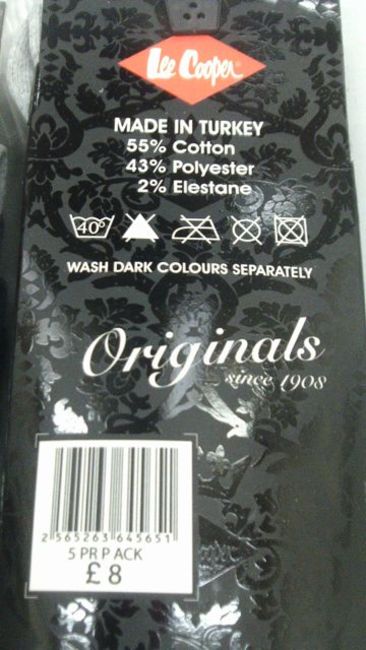 Lee Cooper
MADE IN TURKEY
55% Cotton
43% Polyester
2% Elestane
40°
WASH DARK COLOURS SEPARATELY
Originals
since 1908
2 565263 645651
5 PR P ACK
£ 8